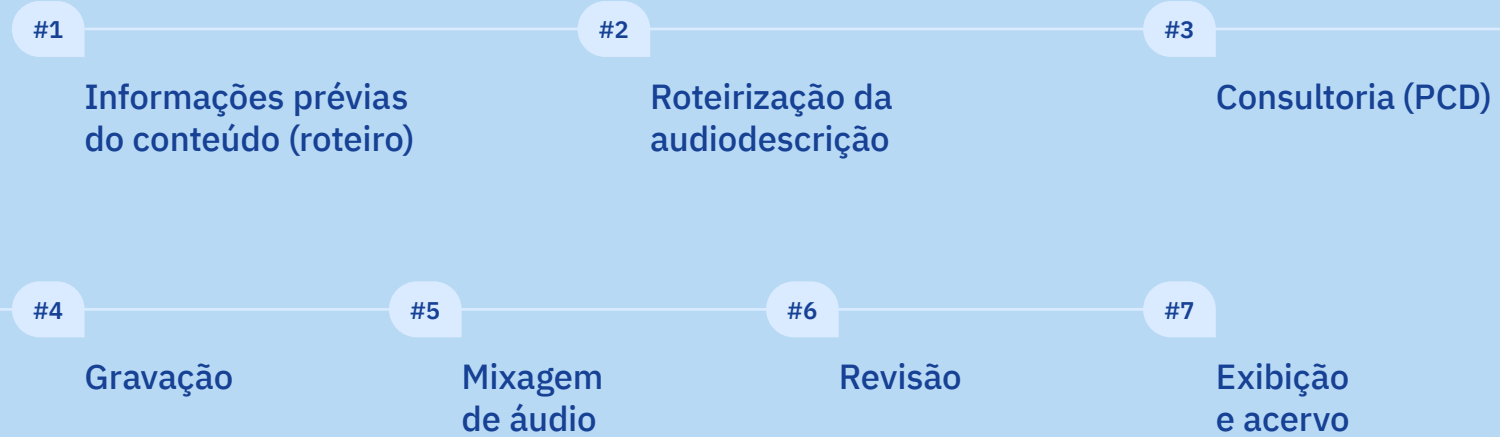 #1
Informações prévias
do conteúdo (roteiro)
#2
Roteirização da
audiodescrição
#3
Consultoria (PCD)
#4
Gravação
#5
Mixagem
de áudio
#6
Revisão
#7
Exibição
e acervo